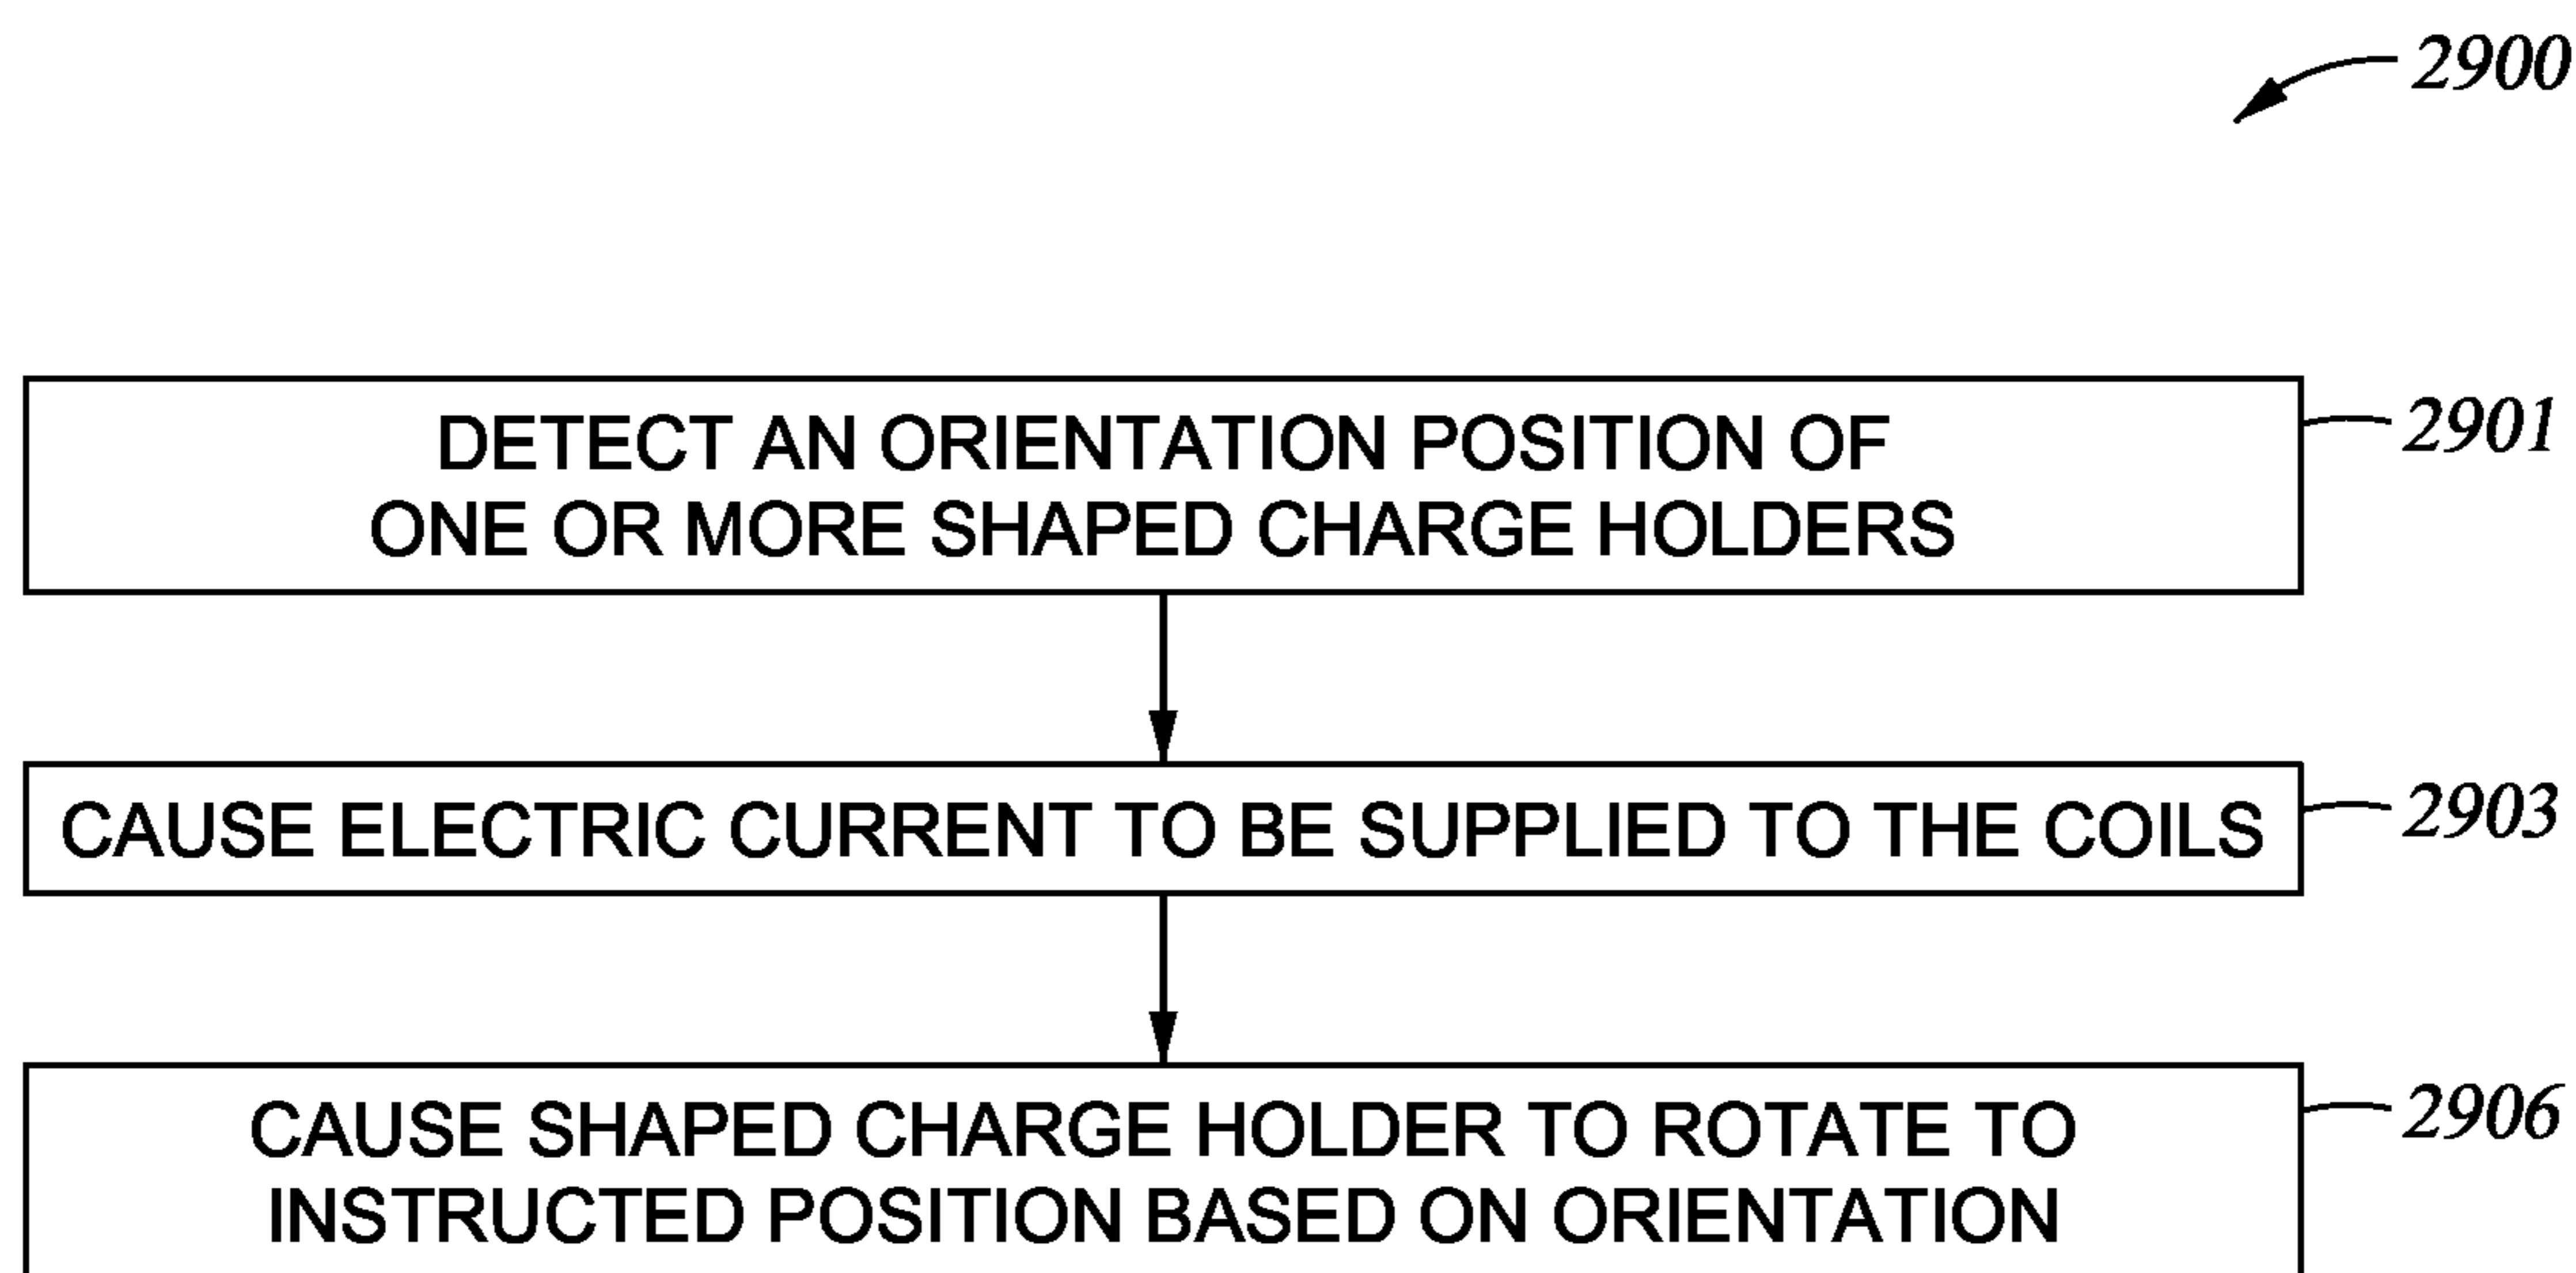 2900
DETECT AN ORIENTATION POSITION OF
ONE OR MORE SHAPED CHARGE HOLDERS
2901
CAUSE ELECTRIC CURRENT TO BE SUPPLIED TO THE COILS
2903
CAUSE SHAPED CHARGE HOLDER TO ROTATE TO
INSTRUCTED POSITION BASED ON ORIENTATION
2906